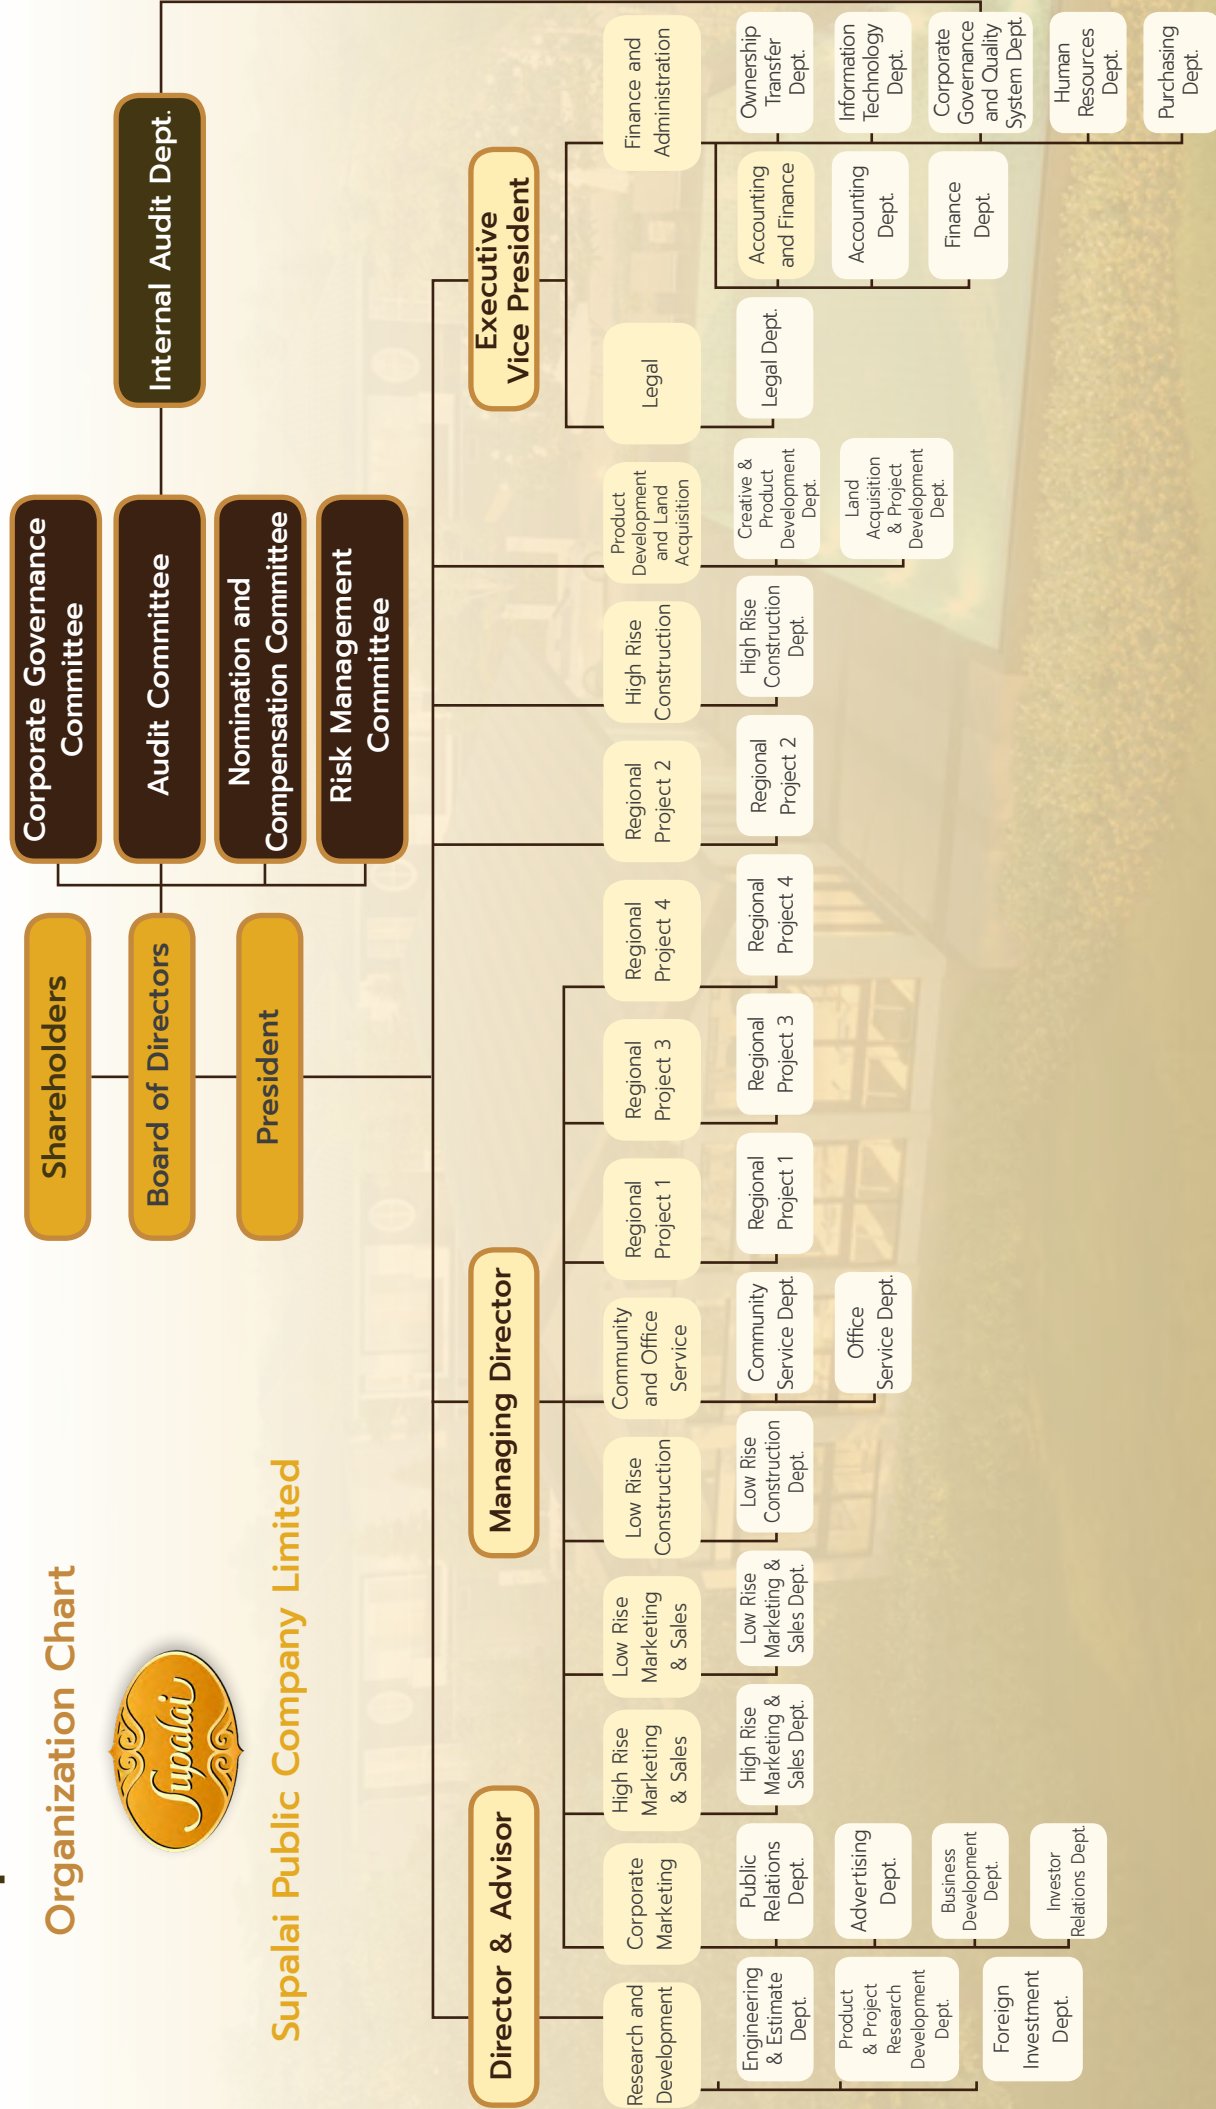 Organization Chart
Supalai
Supalai Public Company Limited
Shareholders
Board of Directors
President
Corporate Governance
Committee
Audit Committee
Nomination and
Compensation Committee
Risk Management
Committee
Internal Audit Dept.
Director & Advisor
Managing Director
Executive
Vice President
Research and
Development
Corporate
Marketing
High Rise
Marketing
& Sales
Low Rise
Marketing
& Sales
Low Rise
Construction
Community
and Office
Service
Regional
Project 1
Regional
Project 3
Regional
Project 4
Regional
Project 2
High Rise
Construction
Product
Development
and Land
Acquisition
Legal
Finance and
Administration
Engineering
& Estimate
Dept.
Product
& Project
Research
Development
Dept.
Foreign
Investment
Dept.
Public
Relations
Dept.
Advertising
Dept.
Business
Development
Dept.
Investor
Relations Dept.
High Rise
Marketing &
Sales Dept.
Low Rise
Marketing &
Sales Dept.
Low Rise
Construction
Dept.
Community
Service Dept.
Office
Service Dept.
Regional
Project 1
Regional
Project 3
Regional
Project 4
Regional
Project 2
High Rise
Construction
Dept.
Creative &
Product
Development
Dept.
Land
Acquisition
& Project
Development
Dept.
Legal Dept.
Accounting
and Finance
Accounting
Dept.
Finance
Dept.
Ownership
Transfer
Dept.
Information
Technology
Dept.
Corporate
Governance
and Quality
System Dept.
Human
Resources
Dept.
Purchasing
Dept.